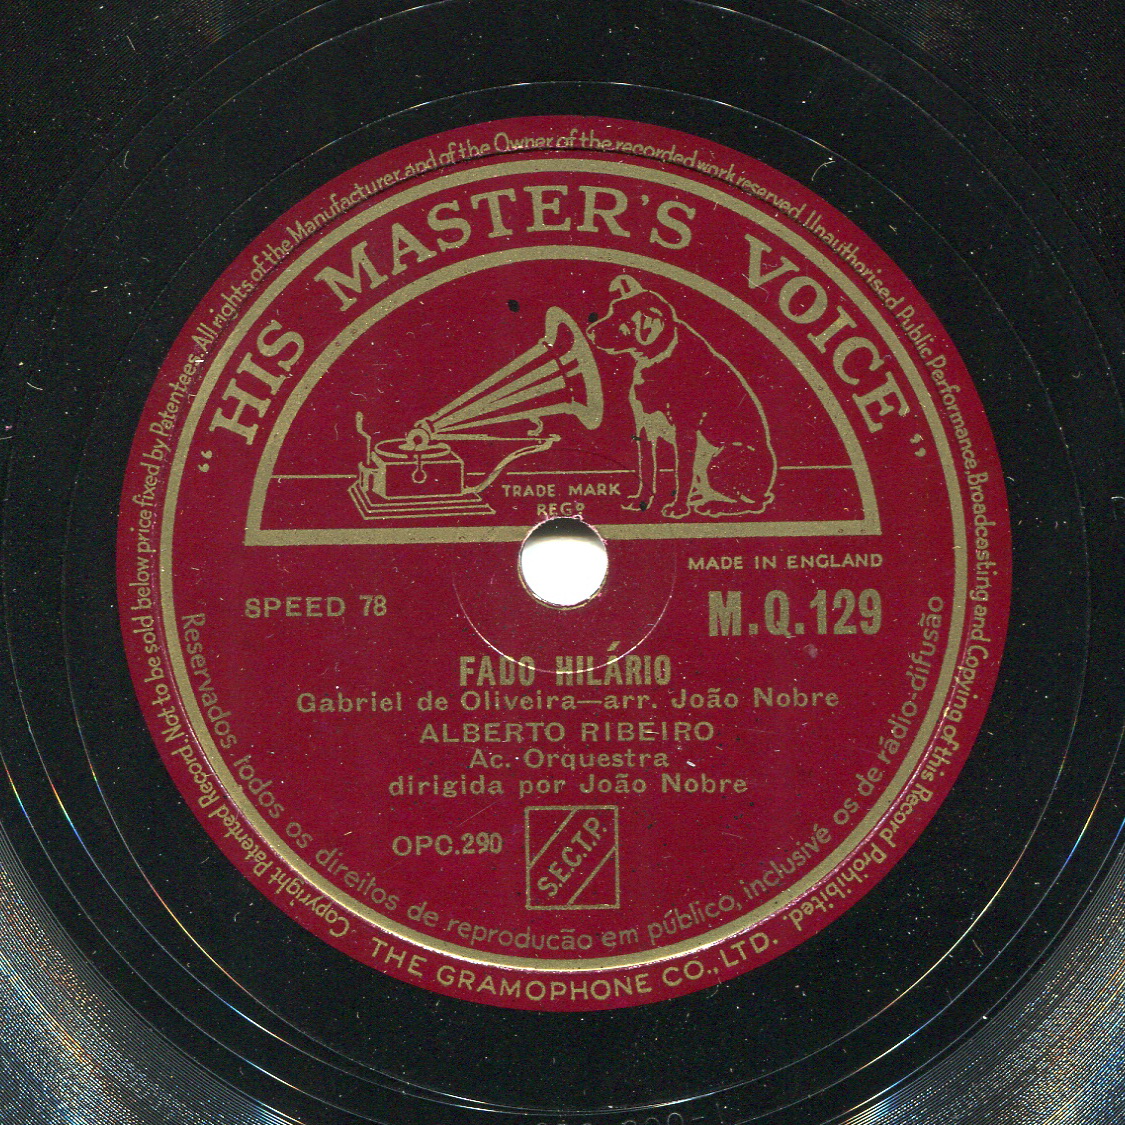 Copyright Patented Record. Not to be sold below price fixed by Patentees. All rights of the Manufacturer and of the Owner of the recorded work reserved. Unauthorised Public Performance, Broadcasting and Copying of this Record Prohibited.
"HIS MASTER'S VOICE"
TRADE MARK
REGD
MADE IN ENGLAND
SPEED 78
M.Q.129
FADO HILÁRIO
Gabriel de Oliveira—arr. João Nobre
ALBERTO RIBEIRO
Ac. Orquestra
dirigida por João Nobre
OPC.290
S.E.C.T.P.
Reservados todos os direitos de reproducão em público, inclusivé os de rádio-difusão
THE GRAMOPHONE CO., LTD.